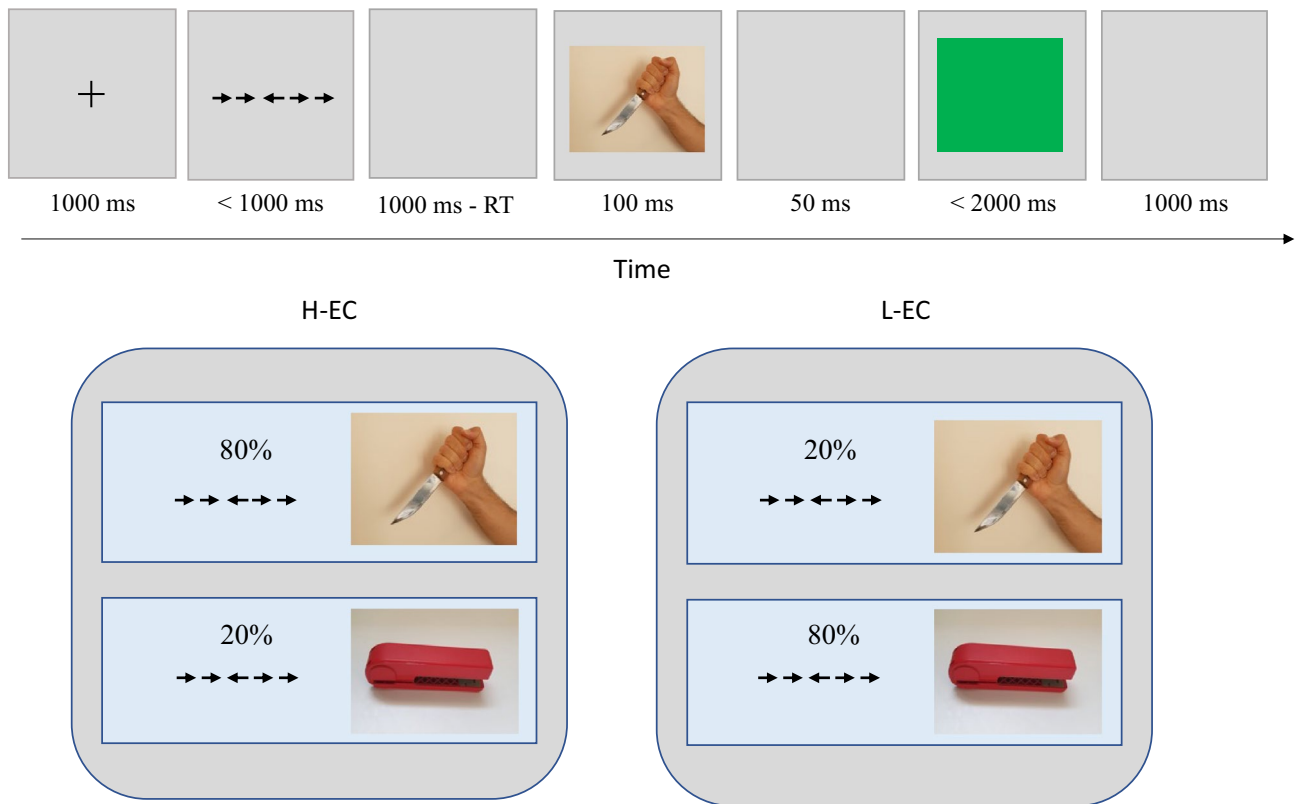 1000 ms
< 1000 ms
1000 ms - RT
100 ms
50 ms
< 2000 ms
1000 ms
Time
H-EC
L-EC
80%
20%
20%
80%